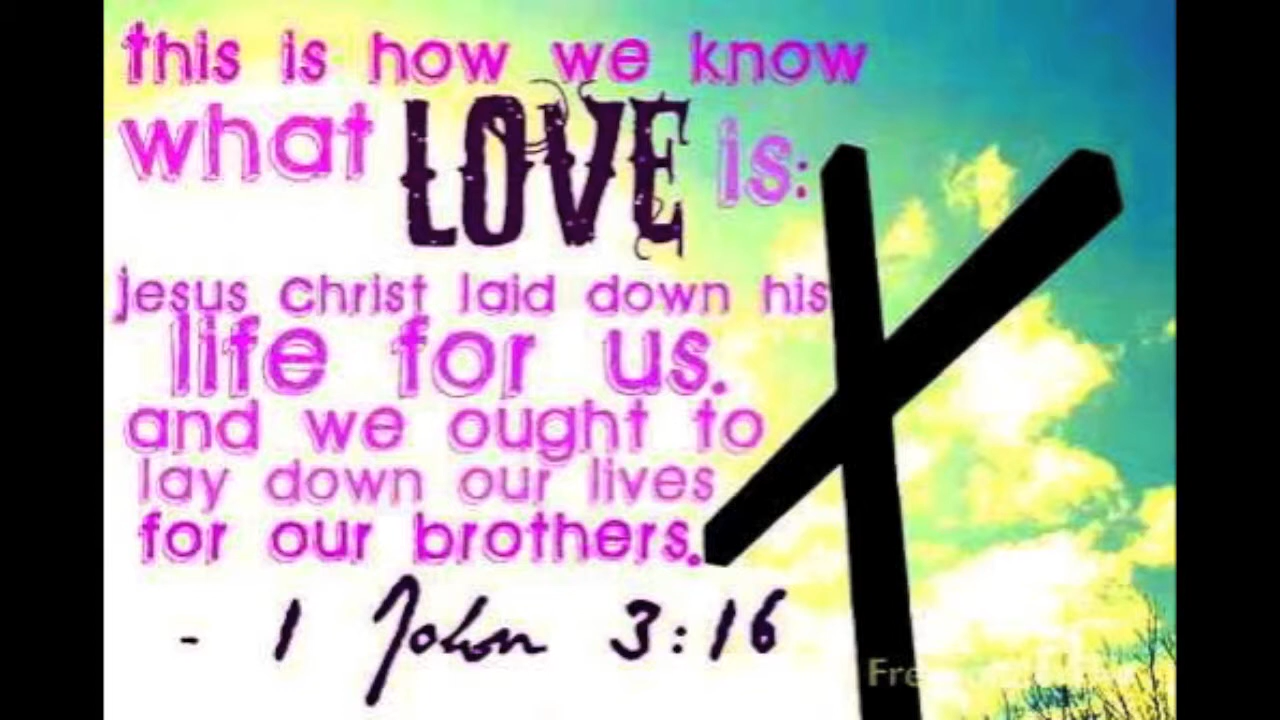 this is how we know
what LOVE is:
jesus christ laid down his
life for us.
and we ought to
lay down our lives
for our brothers.
- 1 John 3:16